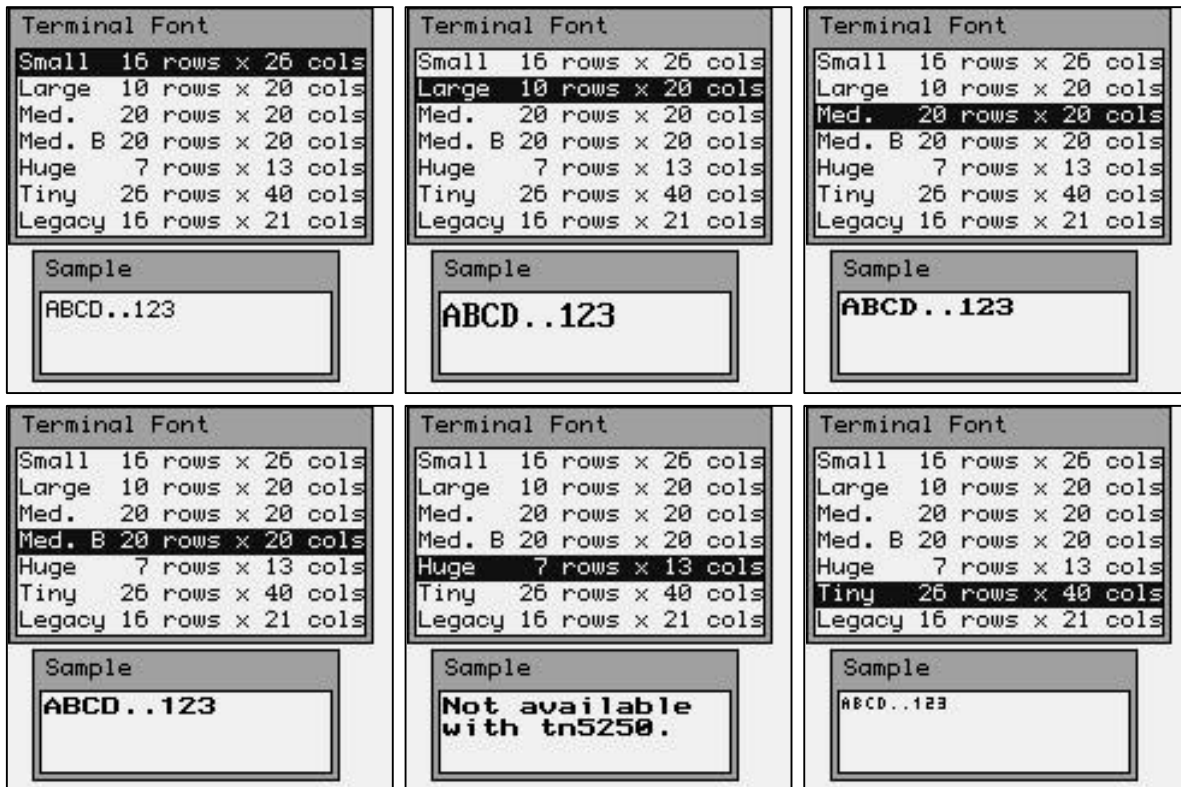 Terminal Font
Small 16 rows x 26 cols
Large 10 rows x 20 cols
Med. 20 rows x 20 cols
Med. B 20 rows x 20 cols
Huge 7 rows x 13 cols
Tiny 26 rows x 40 cols
Legacy 16 rows x 21 cols
Sample
ABCD..123
Terminal Font
Small 16 rows x 26 cols
Large 10 rows x 20 cols
Med. 20 rows x 20 cols
Med. B 20 rows x 20 cols
Huge 7 rows x 13 cols
Tiny 26 rows x 40 cols
Legacy 16 rows x 21 cols
Sample
ABCD..123
Terminal Font
Small 16 rows x 26 cols
Large 10 rows x 20 cols
Med. 20 rows x 20 cols
Med. B 20 rows x 20 cols
Huge 7 rows x 13 cols
Tiny 26 rows x 40 cols
Legacy 16 rows x 21 cols
Sample
ABCD..123
Terminal Font
Small 16 rows x 26 cols
Large 10 rows x 20 cols
Med. 20 rows x 20 cols
Med. B 20 rows x 20 cols
Huge 7 rows x 13 cols
Tiny 26 rows x 40 cols
Legacy 16 rows x 21 cols
Sample
ABCD..123
Terminal Font
Small 16 rows x 26 cols
Large 10 rows x 20 cols
Med. 20 rows x 20 cols
Med. B 20 rows x 20 cols
Huge 7 rows x 13 cols
Tiny 26 rows x 40 cols
Legacy 16 rows x 21 cols
Sample
Not available
with tn5250.
Terminal Font
Small 16 rows x 26 cols
Large 10 rows x 20 cols
Med. 20 rows x 20 cols
Med. B 20 rows x 20 cols
Huge 7 rows x 13 cols
Tiny 26 rows x 40 cols
Legacy 16 rows x 21 cols
Sample
ABCD..123